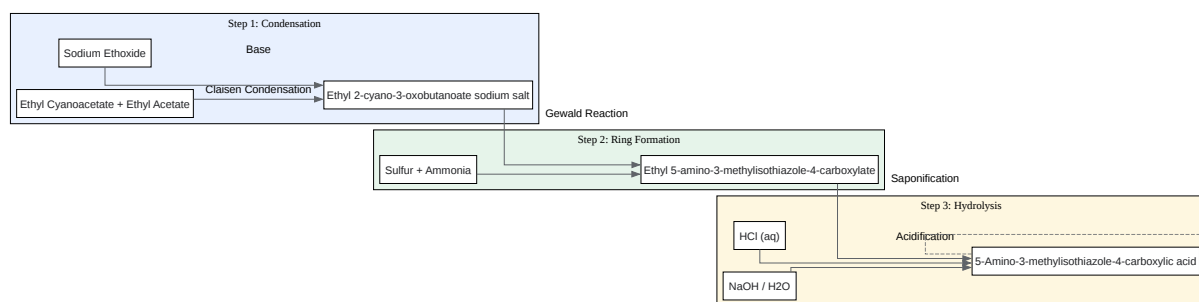 Step 1: Condensation
Sodium Ethoxide
Base
Claisen Condensation
Ethyl Cyanoacetate + Ethyl Acetate
Ethyl 2-cyano-3-oxobutanoate sodium salt
Gewald Reaction
Step 2: Ring Formation
Sulfur + Ammonia
Ethyl 5-amino-3-methylisothiazole-4-carboxylate
Saponification
Step 3: Hydrolysis
HCl (aq)
Acidification
5-Amino-3-methylisothiazole-4-carboxylic acid
NaOH / H2O